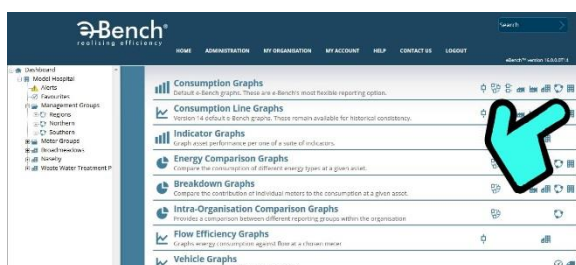 e-Bench®
realising efficiency
Search
HOME ADMINISTRATION MY ORGANISATION MY ACCOUNT HELP CONTACT US LOGOUT
Dashboard
Model Hospital
Alerts
Favourites
Management Groups
Regions
Northern
Southern
Meter Groups
Broadmeadows
Naseby
Waste Water Treatment P
Consumption Graphs
Default e-Bench graphs. These are e-Bench's most flexible reporting option.
Consumption Line Graphs
Version 14 default e-Bench graphs. These remain available for historical consistency.
Indicator Graphs
Graph asset performance per one of a suite of indicators.
Energy Comparison Graphs
Compare the consumption of different energy types at a given asset.
Breakdown Graphs
Compare the contribution of individual meters to the consumption at a given asset.
Intra-Organisation Comparison Graphs
Provides a comparison between different reporting groups within the organisation
Flow Efficiency Graphs
Graphs energy consumption against flow at a chosen meter
Vehicle Graphs